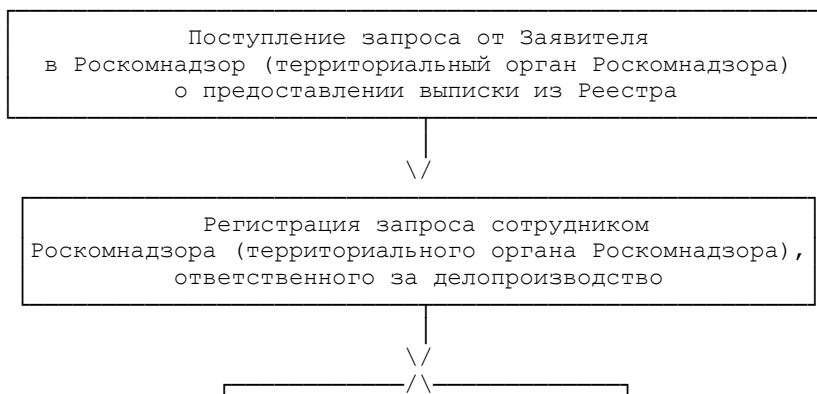 Поступление запроса от Заявителя
в Роскомнадзор (территориальный орган Роскомнадзора)
о предоставлении выписки из Реестра
Регистрация запроса сотрудником
Роскомнадзора (территориального органа Роскомнадзора),
ответственного за делопроизводство